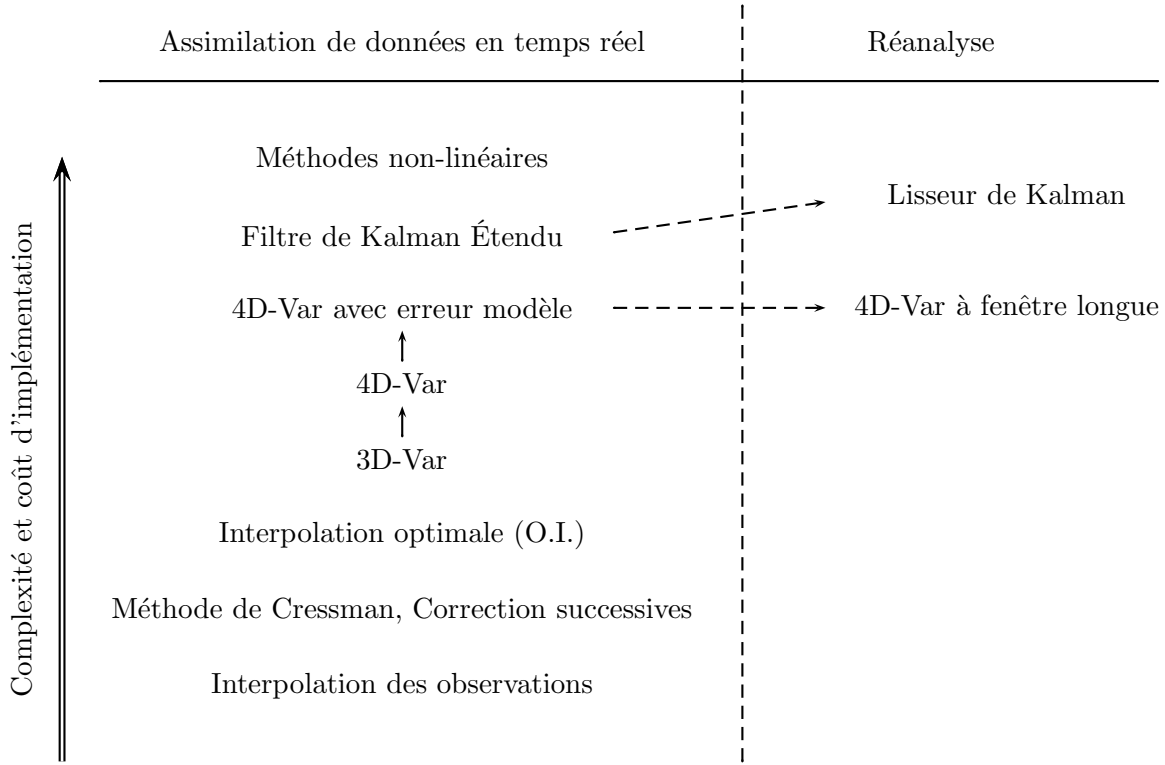 Assimilation de données en temps réel
Réanalyse
Méthodes non-linéaires
Lisseur de Kalman
Filtre de Kalman Étendu
4D-Var avec erreur modèle
4D-Var à fenêtre longue
4D-Var
3D-Var
Interpolation optimale (O.I.)
Méthode de Cressman, Correction successives
Interpolation des observations
Complexité et coût d'implémentation